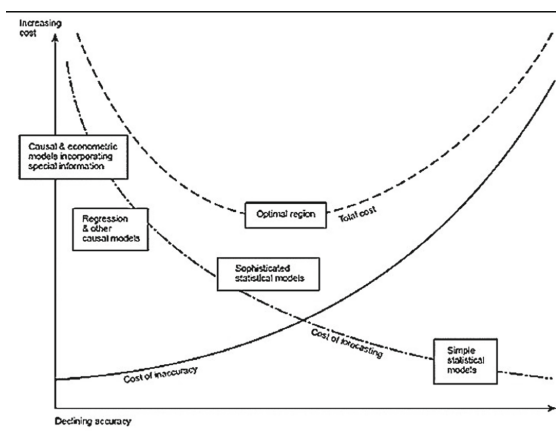 Increasing
cost
Causal & econometric
models incorporating
special information
Regression
& other
causal models
Optimal region
Total cost
Sophisticated
statistical models
Cost of forecasting
Simple
statistical
models
Cost of inaccuracy
Declining accuracy